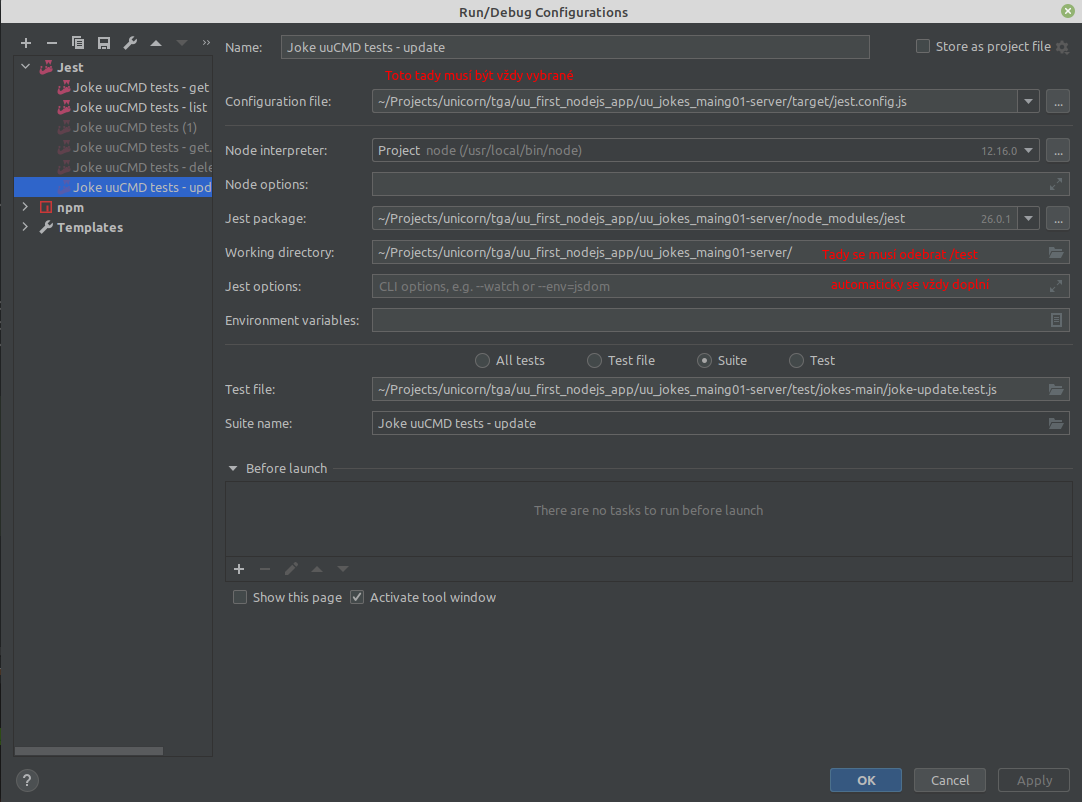 Run/Debug Configurations
Name: Joke uuCMD tests - update
Store as project file
Jest
Joke uuCMD tests - get
Joke uuCMD tests - list
Joke uuCMD tests (1)
Joke uuCMD tests - get.
Joke uuCMD tests - dele
Joke uuCMD tests - upd
npm
Templates
Toto tady musí být vždy vybrané
Configuration file: ~/Projects/unicorn/tga/uu_first_nodejs_app/uu_jokes_maing01-server/target/jest.config.js ...
Node interpreter: Project node (/usr/local/bin/node) 12.16.0 ...
Node options:
Jest package: ~/Projects/unicorn/tga/uu_first_nodejs_app/uu_jokes_maing01-server/node_modules/jest 26.0.1 ...
Working directory: ~/Projects/unicorn/tga/uu_first_nodejs_app/uu_jokes_maing01-server/ Tady se musí odebrat /test
Jest options: CLI options, e.g. --watch or --env=jsdom automaticky se vždy doplní
Environment variables:
All tests Test file Suite Test
Test file: ~/Projects/unicorn/tga/uu_first_nodejs_app/uu_jokes_maing01-server/test/jokes-main/joke-update.test.js
Suite name: Joke uuCMD tests - update
Before launch
There are no tasks to run before launch
Show this page Activate tool window
? OK Cancel Apply